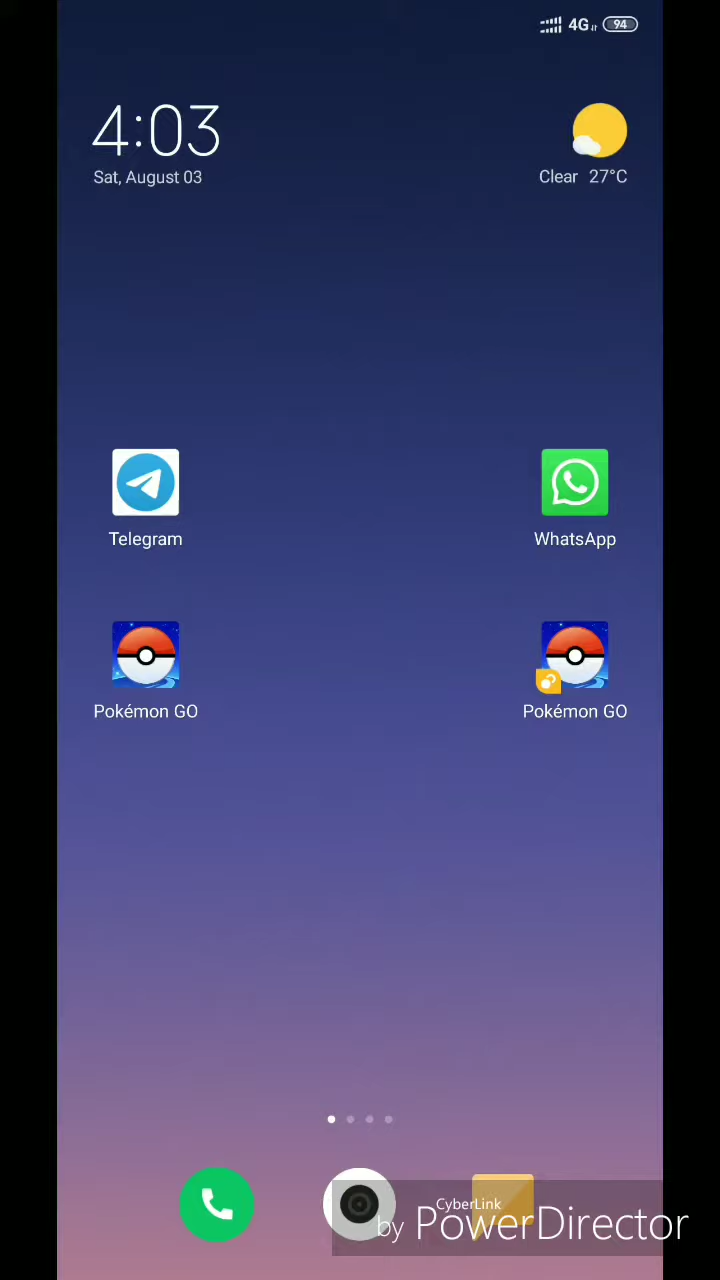 4G 94
4:03
Sat, August 03
Clear 27°C
Telegram
WhatsApp
Pokémon GO
Pokémon GO
CyberLink
by PowerDirector